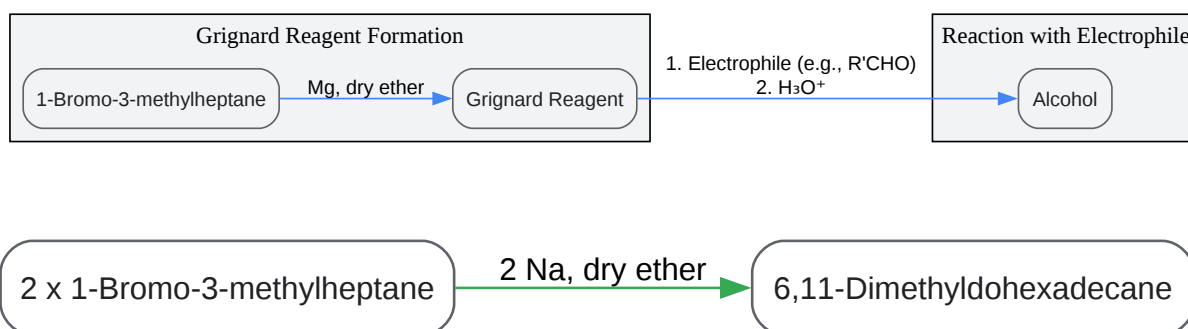 Grignard Reagent Formation
Reaction with Electrophile
1-Bromo-3-methylheptane
Mg, dry ether
Grignard Reagent
1. Electrophile (e.g., R'CHO)
2. H₃O⁺
Alcohol
2 x 1-Bromo-3-methylheptane
2 Na, dry ether
6,11-Dimethyldohexadecane